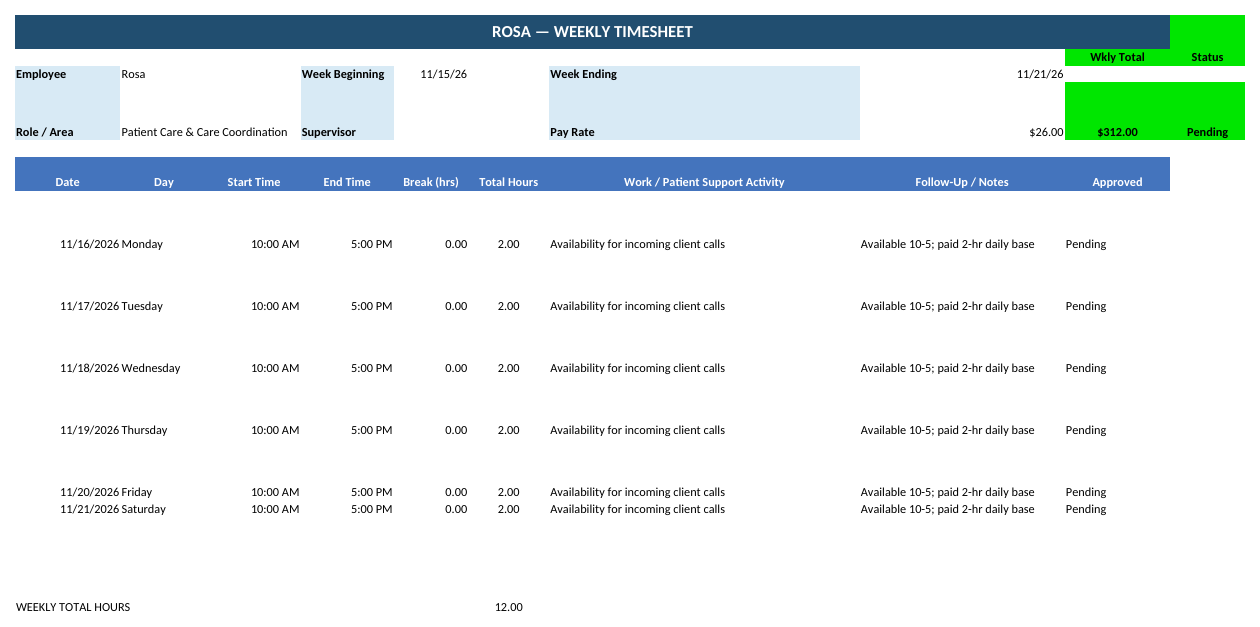 ROSA — WEEKLY TIMESHEET
Wkly Total Status
Employee Rosa Week Beginning 11/15/26 Week Ending 11/21/26
Role / Area Patient Care & Care Coordination Supervisor Pay Rate $26.00 $312.00 Pending
Date Day Start Time End Time Break (hrs) Total Hours Work / Patient Support Activity Follow-Up / Notes Approved
11/16/2026 Monday 10:00 AM 5:00 PM 0.00 2.00 Availability for incoming client calls Available 10-5; paid 2-hr daily base Pending
11/17/2026 Tuesday 10:00 AM 5:00 PM 0.00 2.00 Availability for incoming client calls Available 10-5; paid 2-hr daily base Pending
11/18/2026 Wednesday 10:00 AM 5:00 PM 0.00 2.00 Availability for incoming client calls Available 10-5; paid 2-hr daily base Pending
11/19/2026 Thursday 10:00 AM 5:00 PM 0.00 2.00 Availability for incoming client calls Available 10-5; paid 2-hr daily base Pending
11/20/2026 Friday 10:00 AM 5:00 PM 0.00 2.00 Availability for incoming client calls Available 10-5; paid 2-hr daily base Pending
11/21/2026 Saturday 10:00 AM 5:00 PM 0.00 2.00 Availability for incoming client calls Available 10-5; paid 2-hr daily base Pending
WEEKLY TOTAL HOURS 12.00